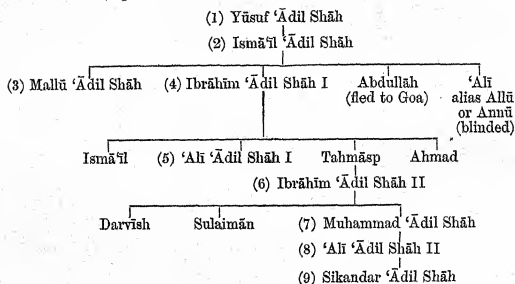 (1) Yūsuf ‘Ādil Shāh
(2) Ismā‘īl ‘Ādil Shāh
(3) Mallū ‘Ādil Shāh (4) Ibrāhīm ‘Ādil Shāh I Abdullāh ‘Alī
(fled to Goa) alias Allū
or Annū
(blinded)
Ismā‘īl (5) ‘Alī ‘Ādil Shāh I Tahmāsp Ahmad
(6) Ibrāhīm ‘Ādil Shāh II
Darvīsh Sulaimān (7) Muhammad ‘Ādil Shāh
(8) ‘Alī ‘Ādil Shāh II
(9) Sikandar ‘Ādil Shāh